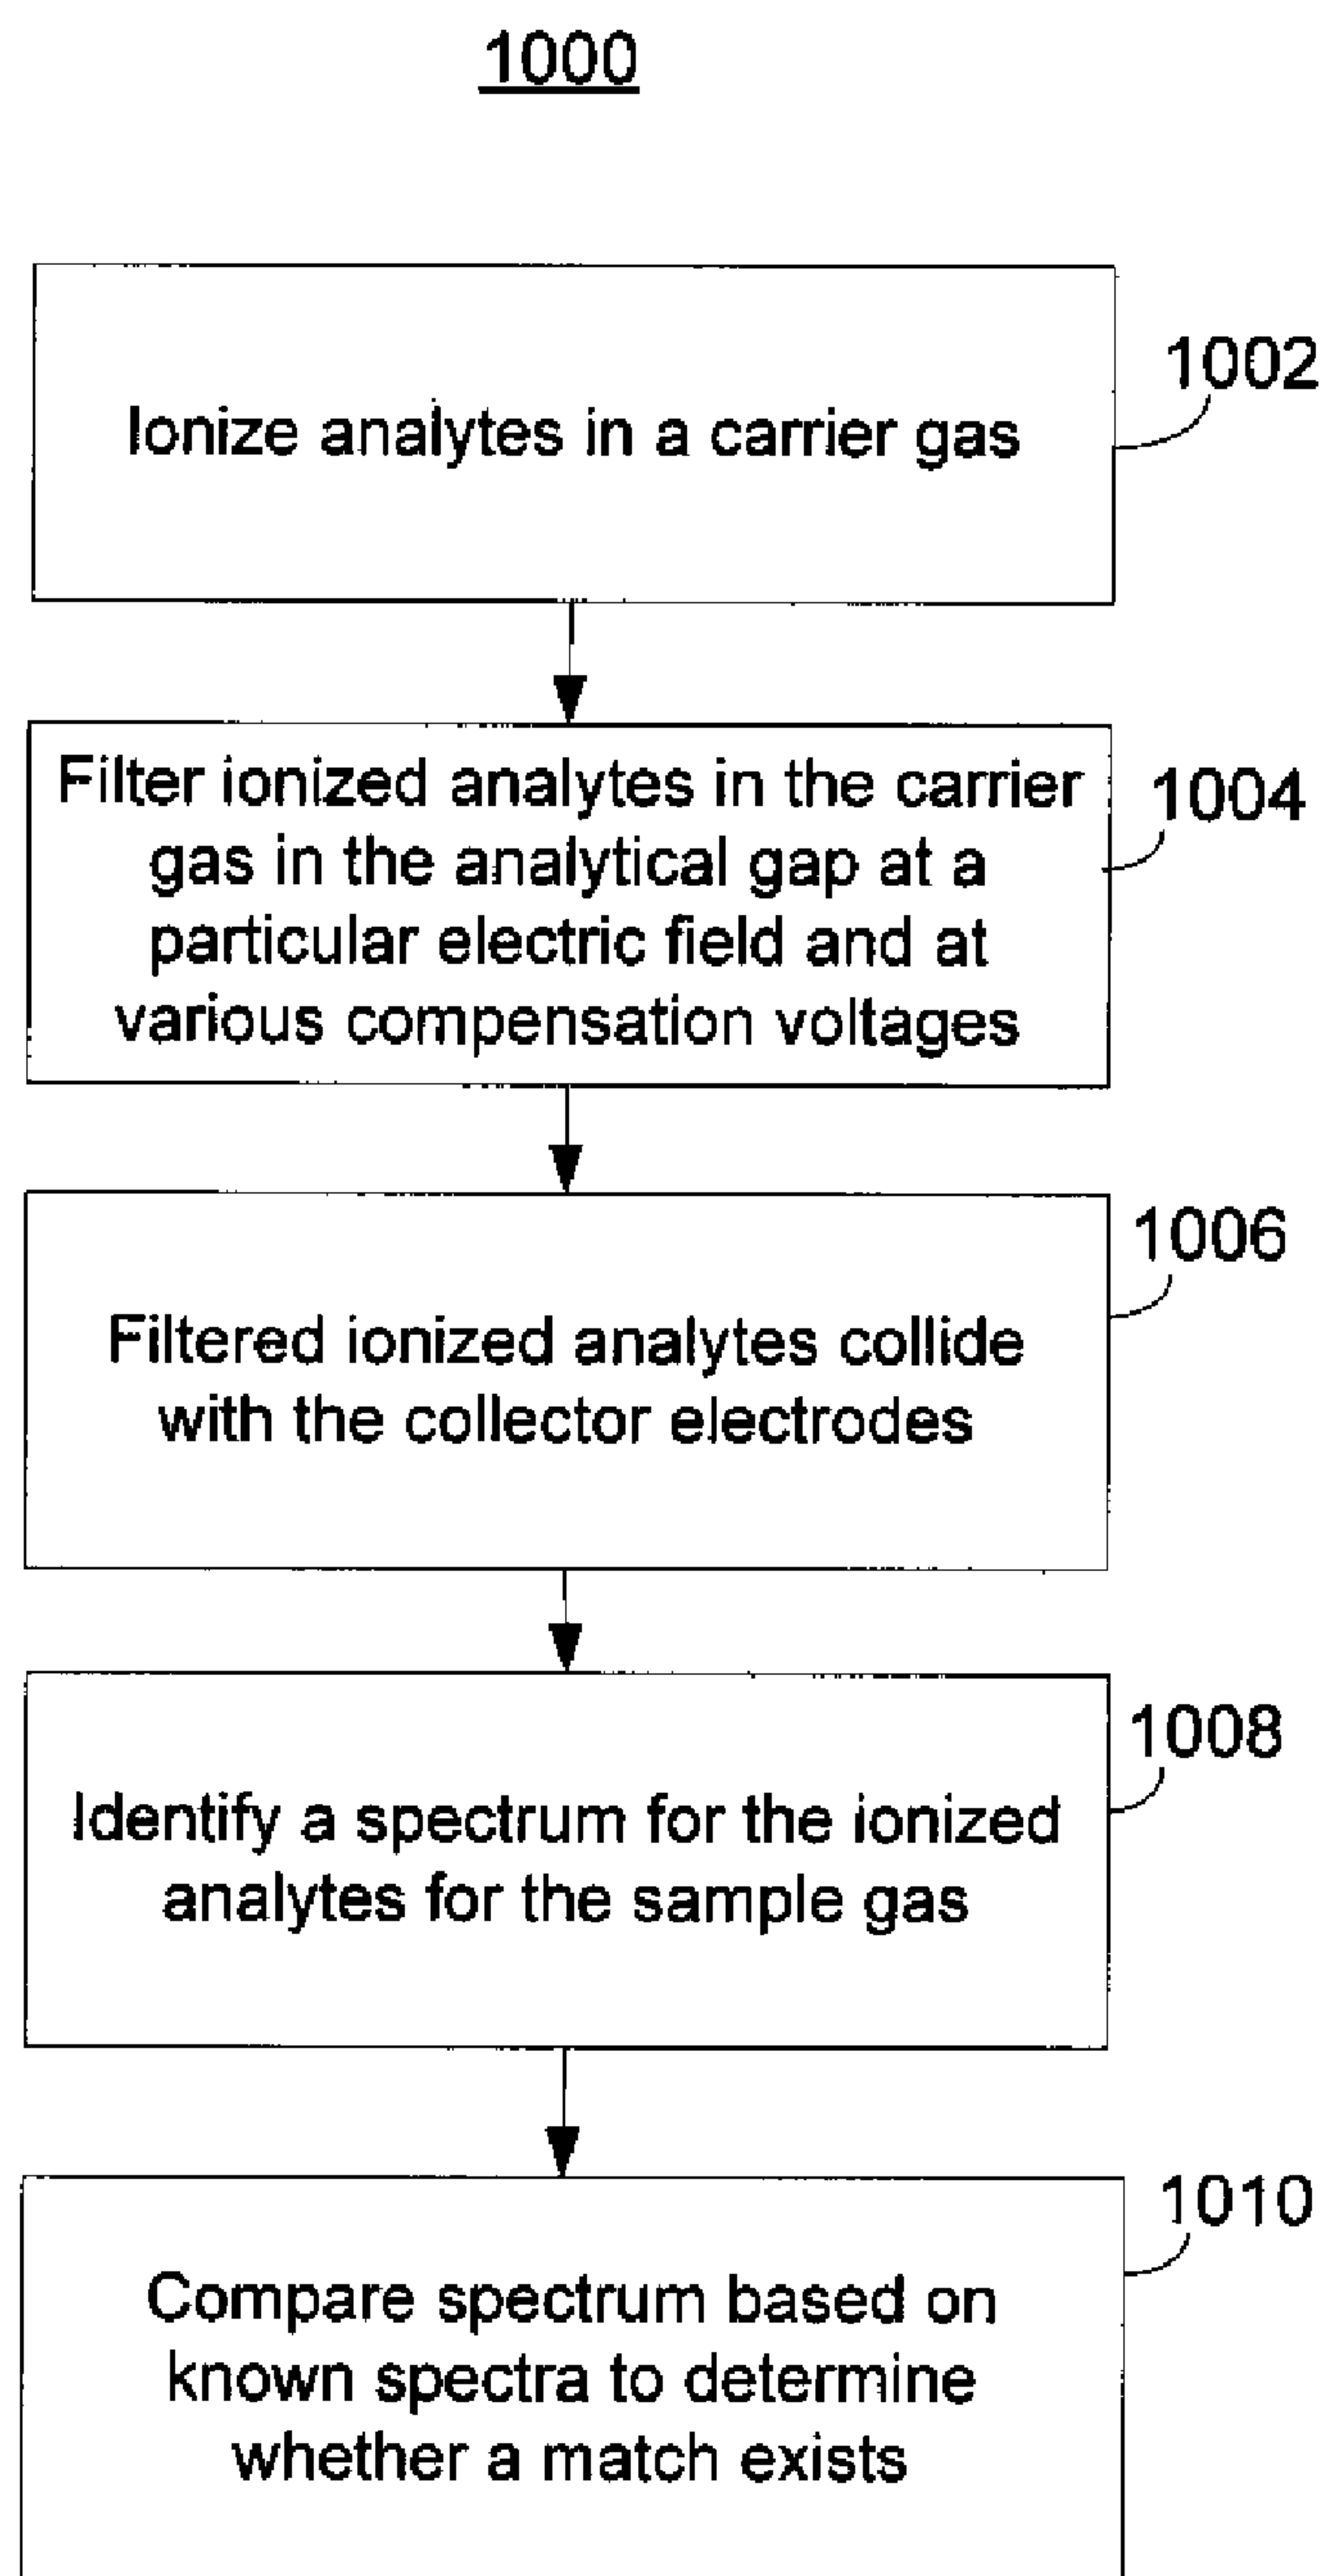 1000
Ionize analytes in a carrier gas
1002
Filter ionized analytes in the carrier
gas in the analytical gap at a
particular electric field and at
various compensation voltages
1004
Filtered ionized analytes collide
with the collector electrodes
1006
Identify a spectrum for the ionized
analytes for the sample gas
1008
Compare spectrum based on
known spectra to determine
whether a match exists
1010